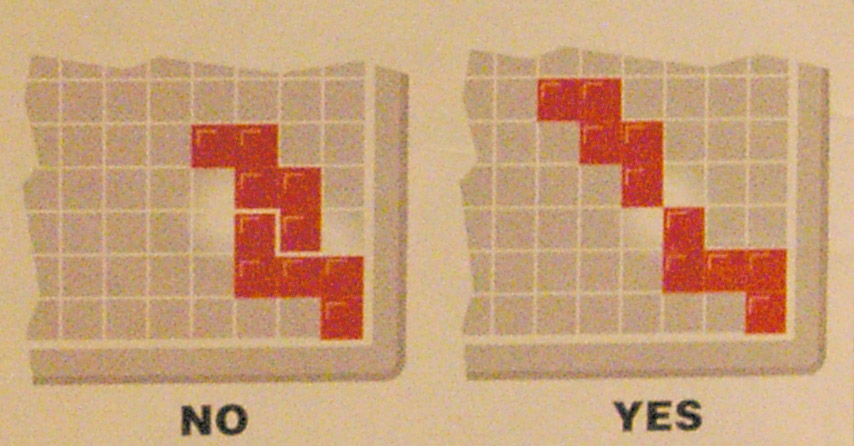 NO
YES